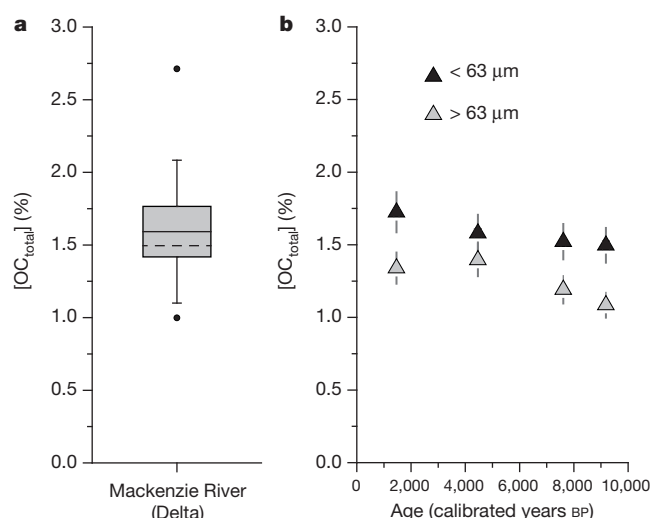 a
3.0
2.5
2.0
1.5
1.0
0.5
0.0
[OCtotal] (%)
Mackenzie River
(Delta)
b
3.0
2.5
2.0
1.5
1.0
0.5
0.0
[OCtotal] (%)
< 63 μm
> 63 μm
0 2,000 4,000 6,000 8,000 10,000
Age (calibrated years BP)